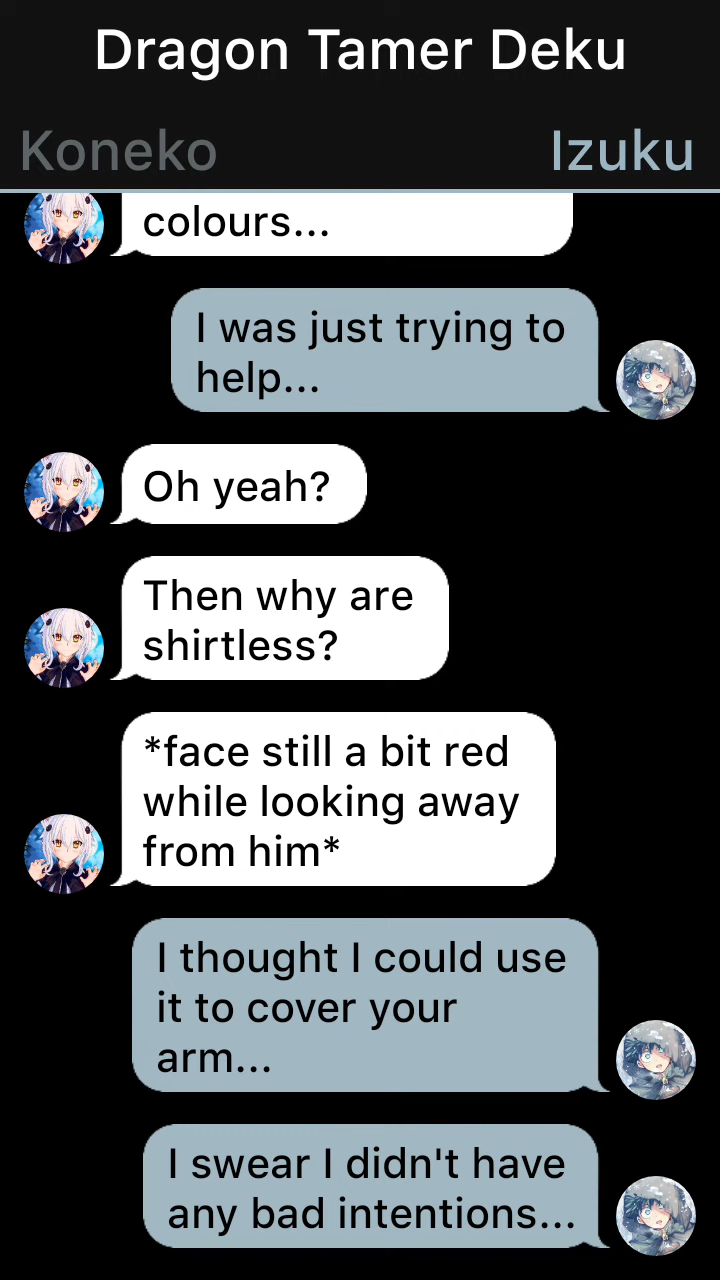 Dragon Tamer Deku
Koneko Izuku
colours...
I was just trying to
help...
Oh yeah?
Then why are
shirtless?
*face still a bit red
while looking away
from him*
I thought I could use
it to cover your
arm...
I swear I didn't have
any bad intentions...